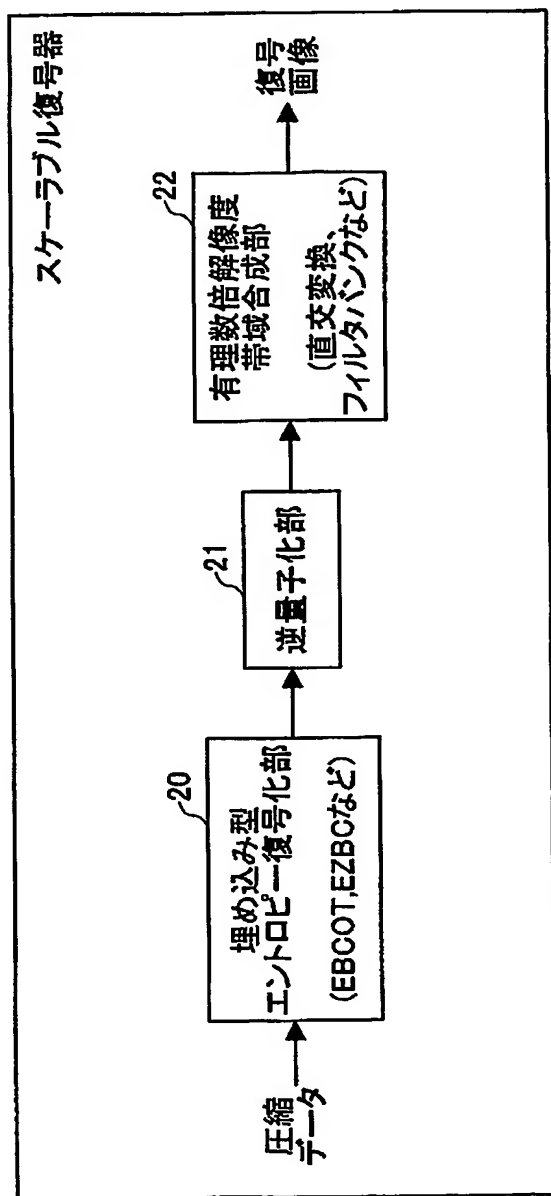 スケーラブル復号器
圧縮
データ
20
埋め込み型
エントロピー復号化部
(EBCOT,EZBCなど)
21
逆量子化部
22
有理数倍解像度
帯域合成部
(直交変換、
フィルタバンクなど)
復号
画像